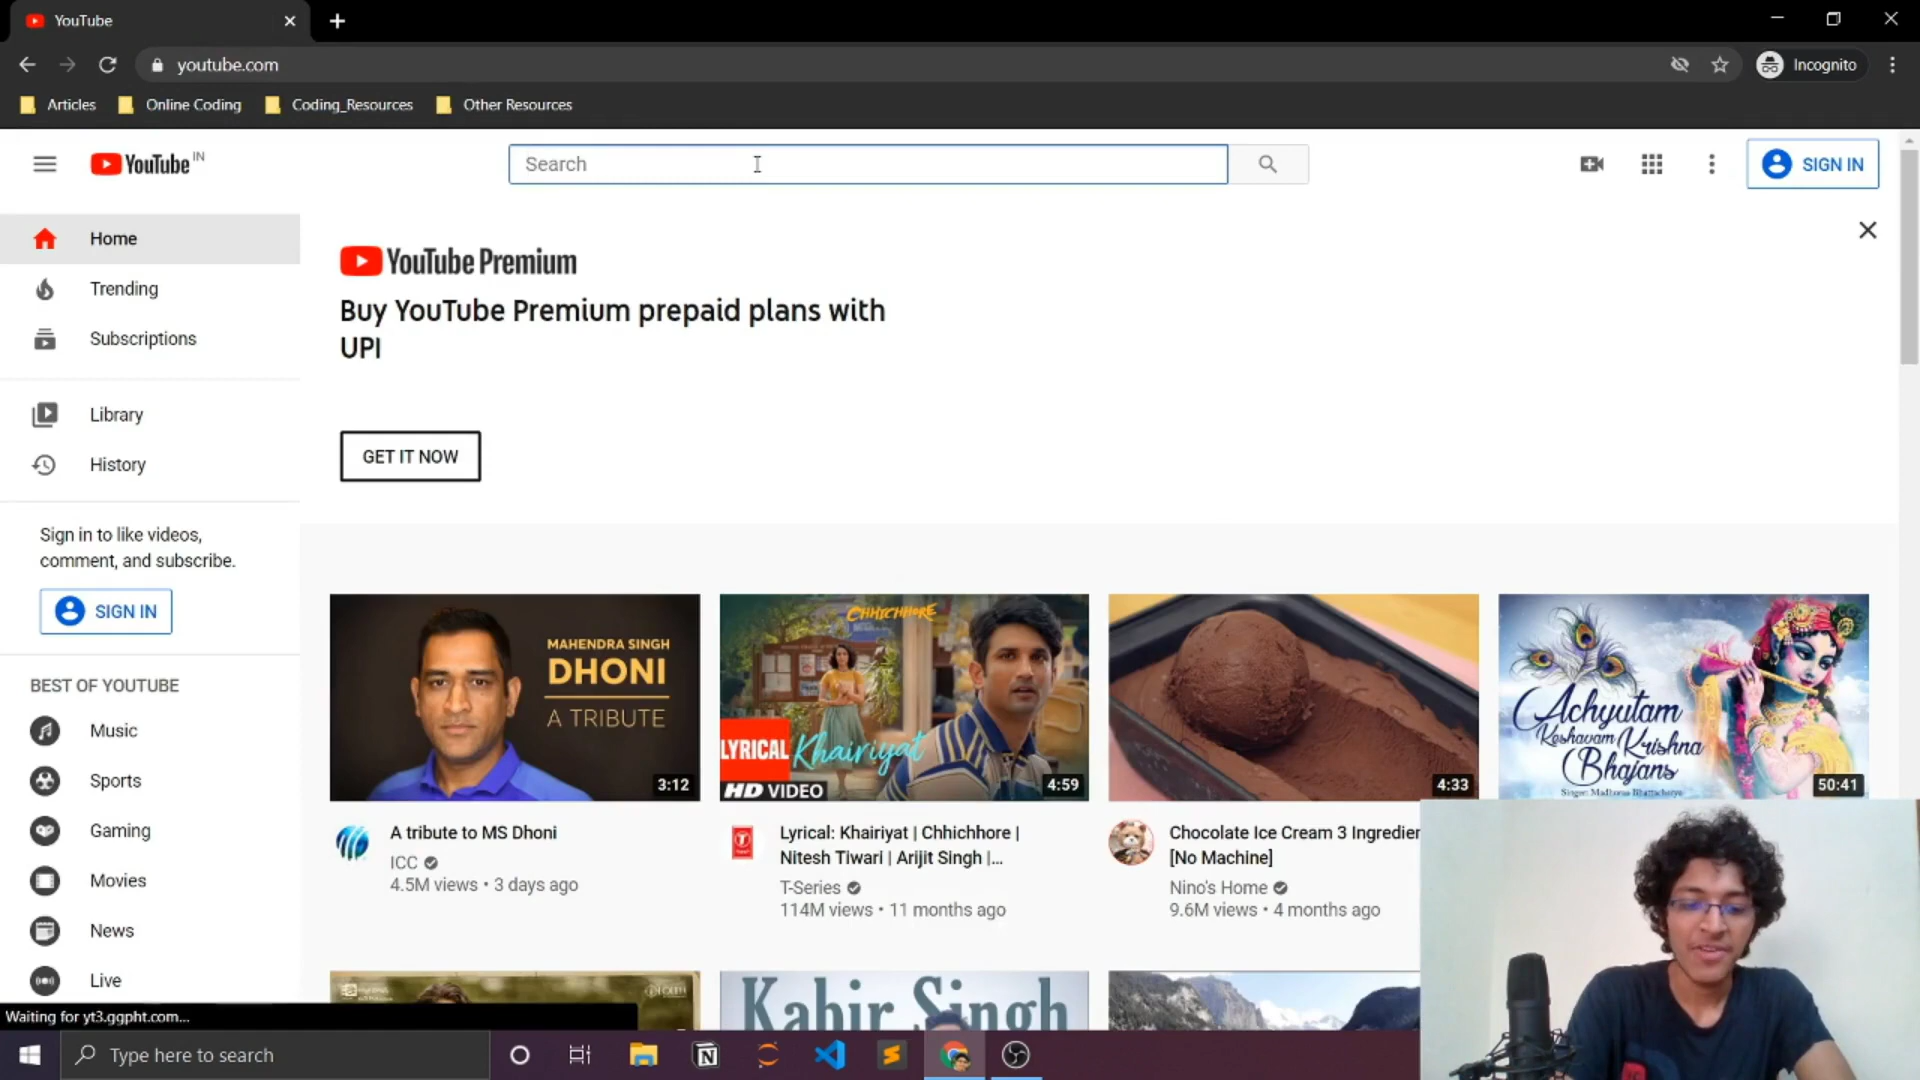 YouTube
youtube.com
Incognito
Articles
Online Coding
Coding_Resources
Other Resources
YouTube IN
Search
SIGN IN
Home
Trending
Subscriptions
Library
History
Sign in to like videos,
comment, and subscribe.
SIGN IN
BEST OF YOUTUBE
Music
Sports
Gaming
Movies
News
Live
YouTube Premium
Buy YouTube Premium prepaid plans with
UPI
GET IT NOW
MAHENDRA SINGH
DHONI
A TRIBUTE
3:12
A tribute to MS Dhoni
ICC
4.5M views • 3 days ago
CHHICHHORE
LYRICAL Khairiyat
HD VIDEO
4:59
Lyrical: Khairiyat | Chhichhore |
Nitesh Tiwari | Arijit Singh |...
T-Series
114M views • 11 months ago
4:33
Chocolate Ice Cream 3 Ingredien
[No Machine]
Nino's Home
9.6M views • 4 months ago
Achyutam
Keshavam Krishna
Bhajans
50:41
Kabir Singh
Waiting for yt3.ggpht.com...
Type here to search